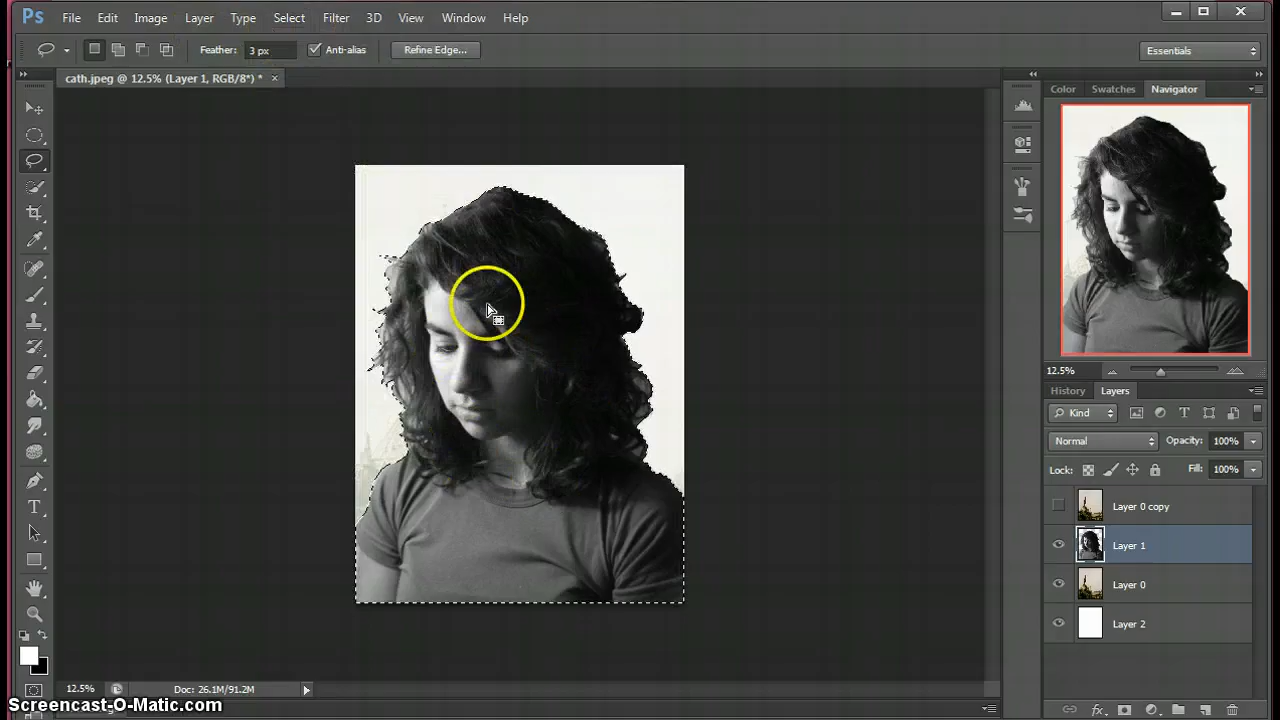 Ps File Edit Image Layer Type Select Filter 3D View Window Help
Feather: 3 px Anti-alias Refine Edge... Essentials
cath.jpeg @ 12.5% (Layer 1, RGB/8*) * ×
Color Swatches Navigator
12.5%
History Layers
Kind
Normal Opacity: 100%
Lock: Fill: 100%
Layer 0 copy
Layer 1
Layer 0
Layer 2
T
fx
12.5% Doc: 26.1M/91.2M
Screencast-O-Matic.com